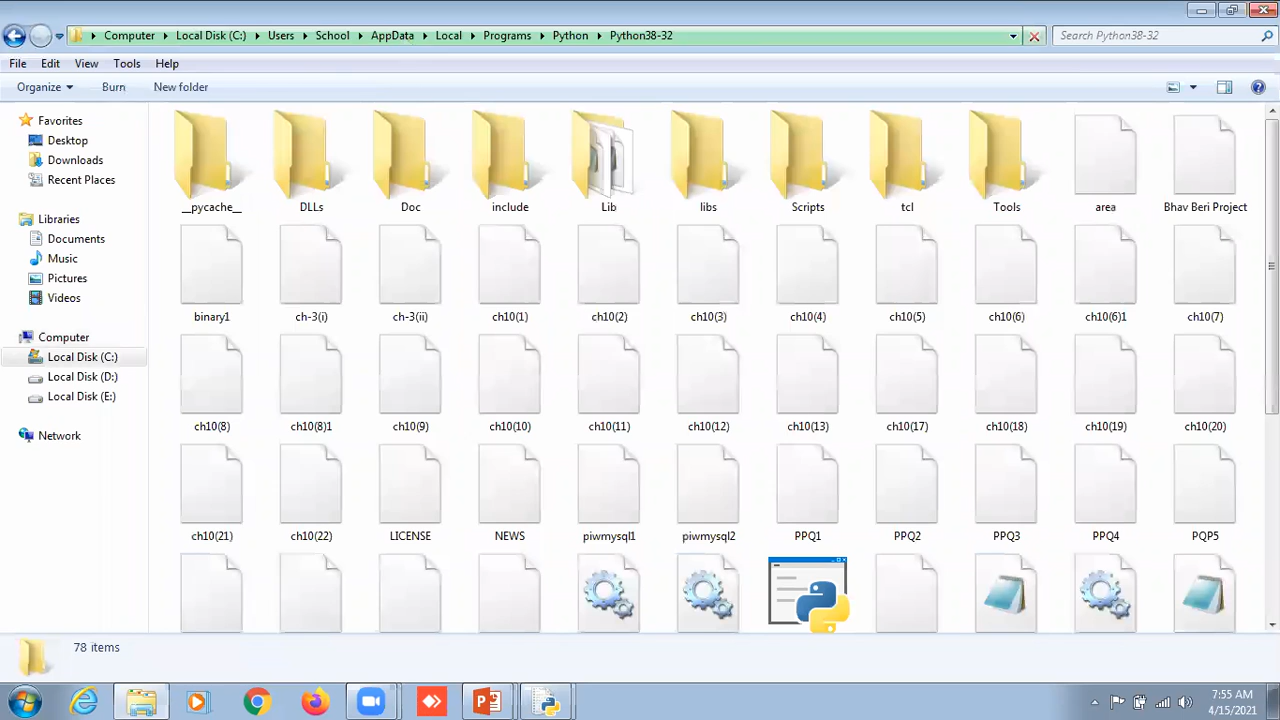 Computer Local Disk (C:) Users School AppData Local Programs Python Python38-32 Search Python38-32
File Edit View Tools Help
Organize Burn New folder
Favorites
Desktop
Downloads
Recent Places
Libraries
Documents
Music
Pictures
Videos
Computer
Local Disk (C:)
Local Disk (D:)
Local Disk (E:)
Network
__pycache__ DLLs Doc include Lib libs Scripts tcl Tools area Bhav Beri Project
binary1 ch-3(i) ch-3(ii) ch10(1) ch10(2) ch10(3) ch10(4) ch10(5) ch10(6) ch10(6)1 ch10(7)
ch10(8) ch10(8)1 ch10(9) ch10(10) ch10(11) ch10(12) ch10(13) ch10(17) ch10(18) ch10(19) ch10(20)
ch10(21) ch10(22) LICENSE NEWS piwmysql1 piwmysql2 PPQ1 PPQ2 PPQ3 PPQ4 PQP5
78 items
7:55 AM
4/15/2021